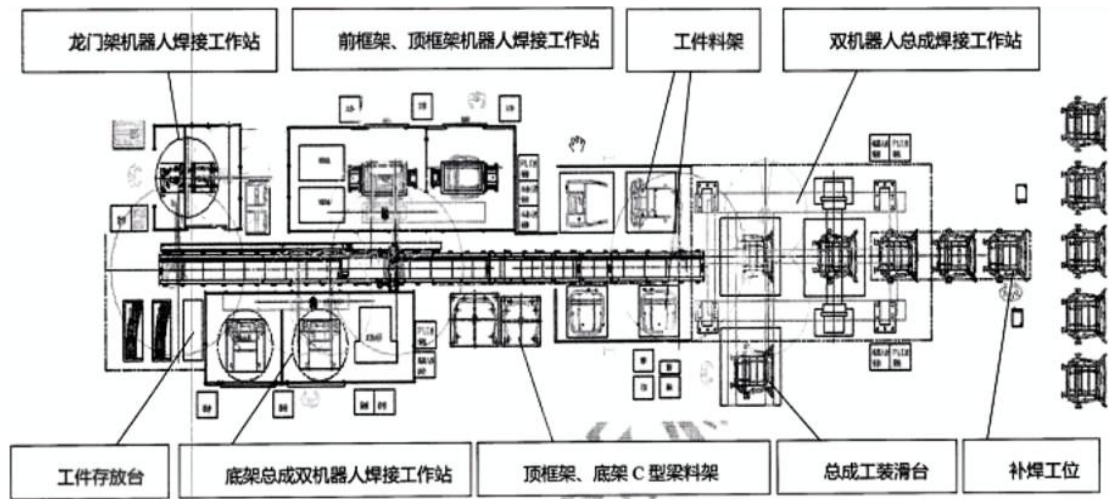 龙门架机器人焊接工作站
前框架、顶框架机器人焊接工作站
工件料架
双机器人总成焊接工作站
工件存放台
底架总成双机器人焊接工作站
顶框架、底架 C 型梁料架
总成工装滑台
补焊工位